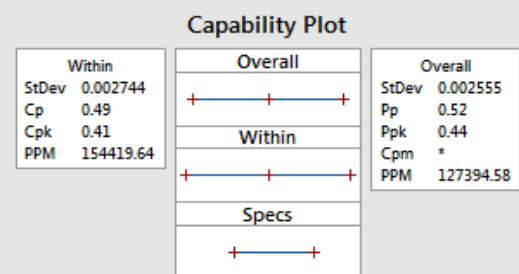 Capability Plot
Within
StDev 0.002744
Cp 0.49
Cpk 0.41
PPM 154419.64
Overall
Within
Specs
Overall
StDev 0.002555
Pp 0.52
Ppk 0.44
Cpm *
PPM 127394.58